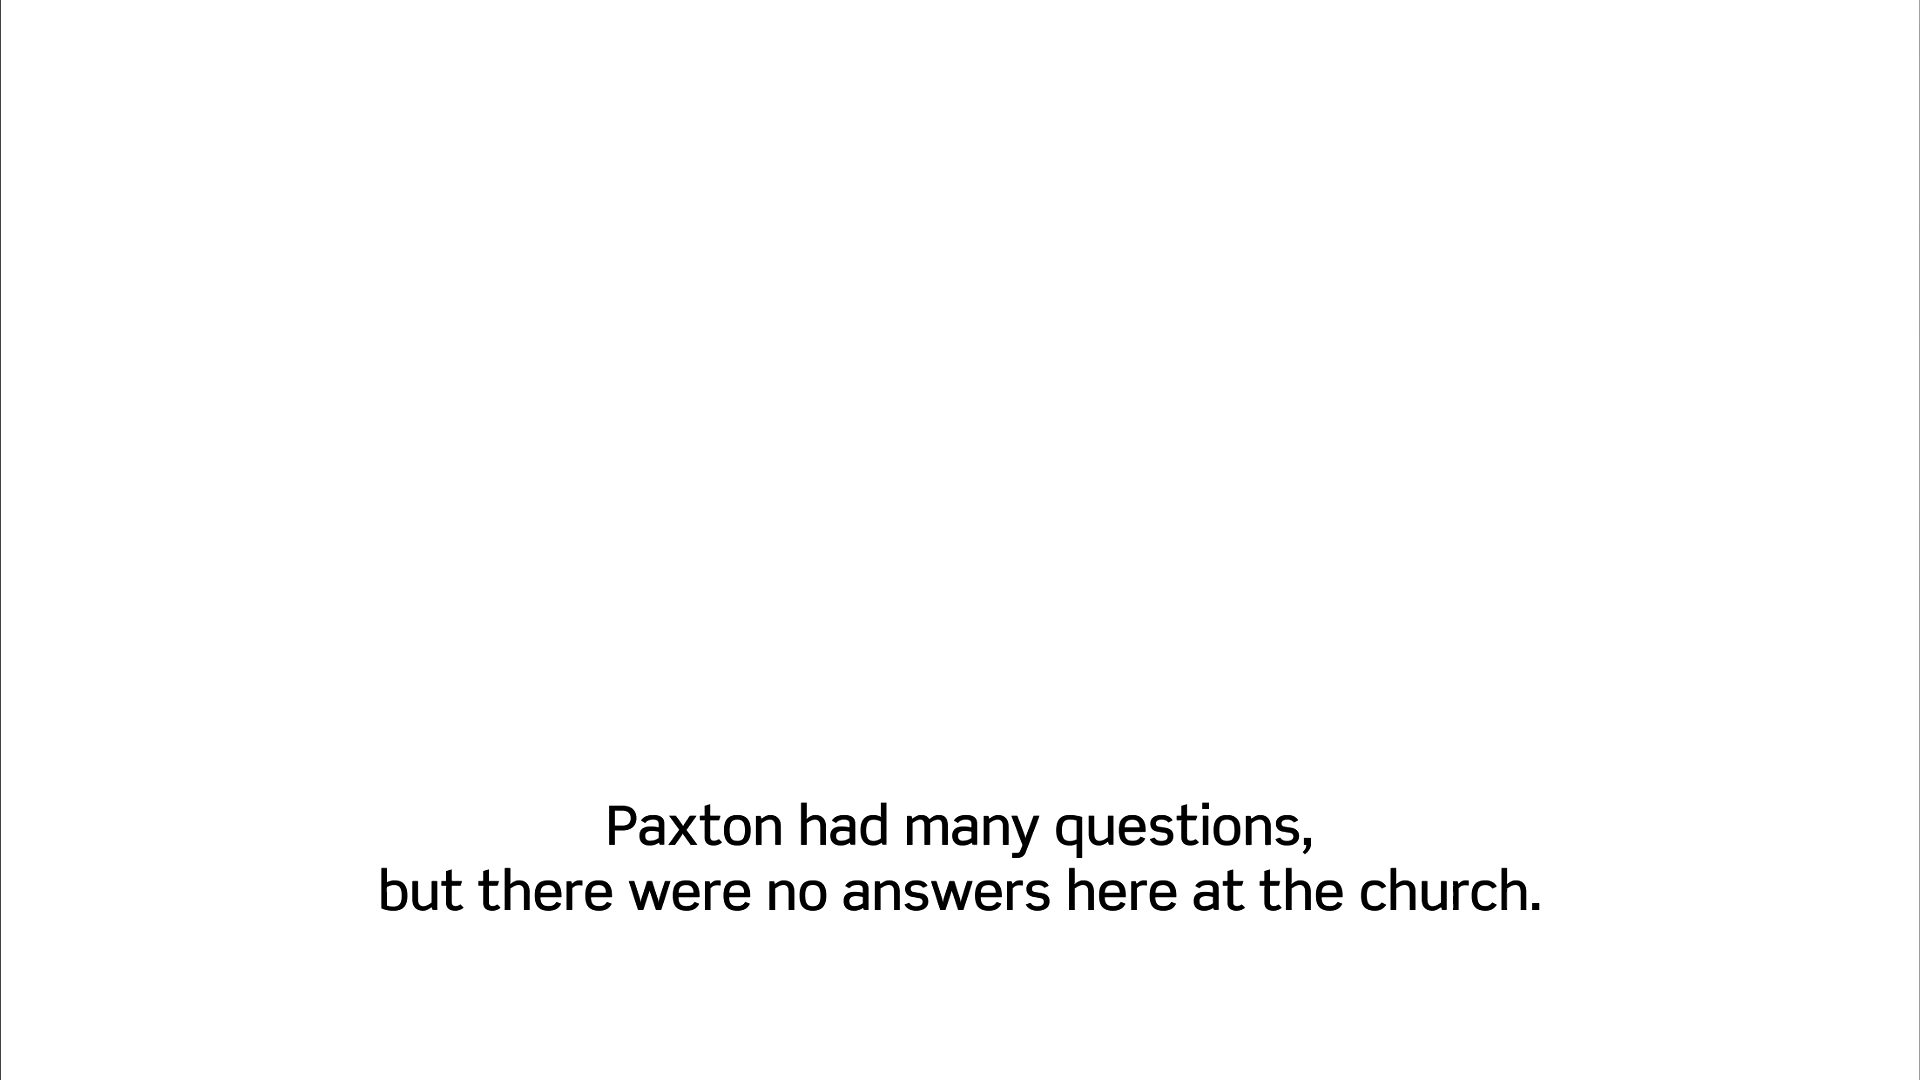 Paxton had many questions,
but there were no answers here at the church.